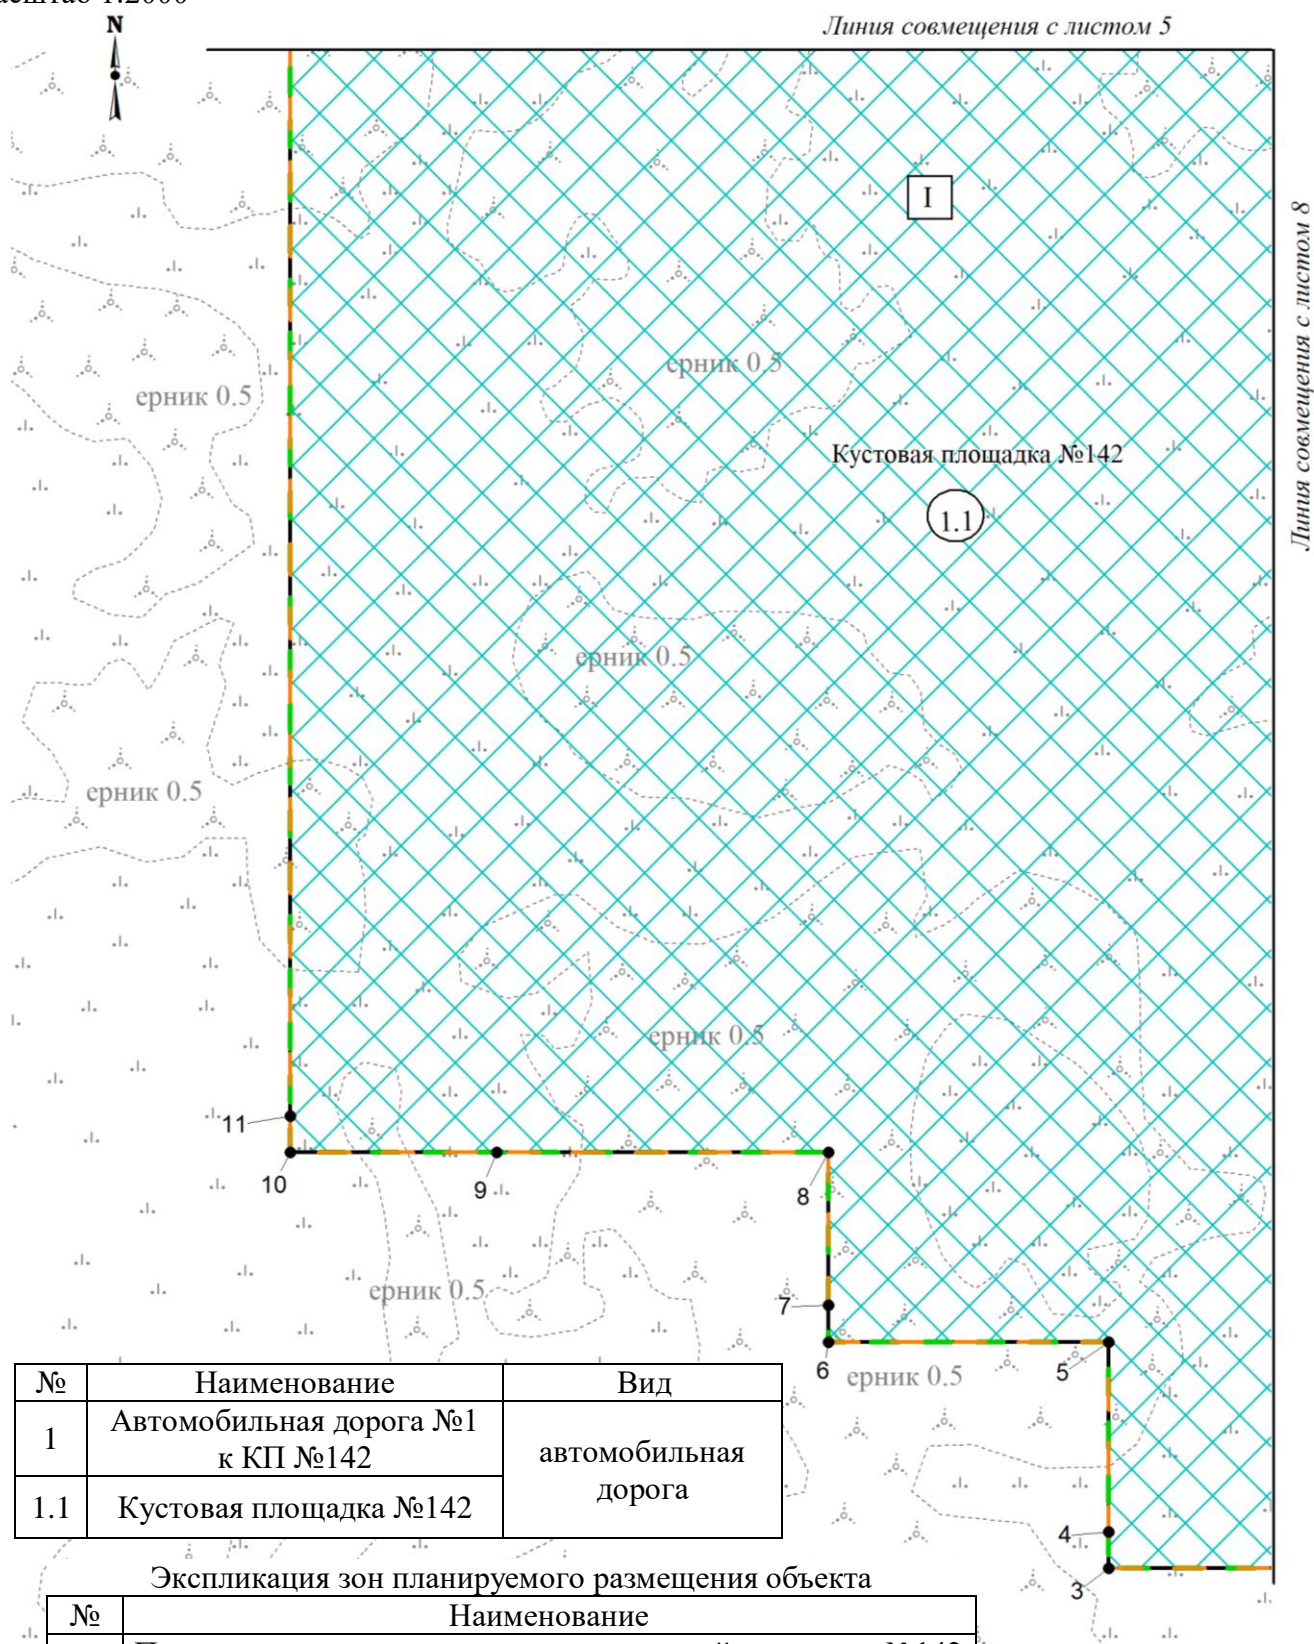 1:2000
N
Линия совмещения с листом 5
I
Линия совмещения с листом 8
ерник 0.5
ерник 0.5
Кустовая площадка №142
1.1
ерник 0.5
ерник 0.5
ерник 0.5
11
10
9
8
ерник 0.5
7
6
5
ерник 0.5
№ Наименование Вид
1 Автомобильная дорога №1
к КП №142
автомобильная
дорога
1.1 Кустовая площадка №142
4
3
Экспликация зон планируемого размещения объекта
№ Наименование